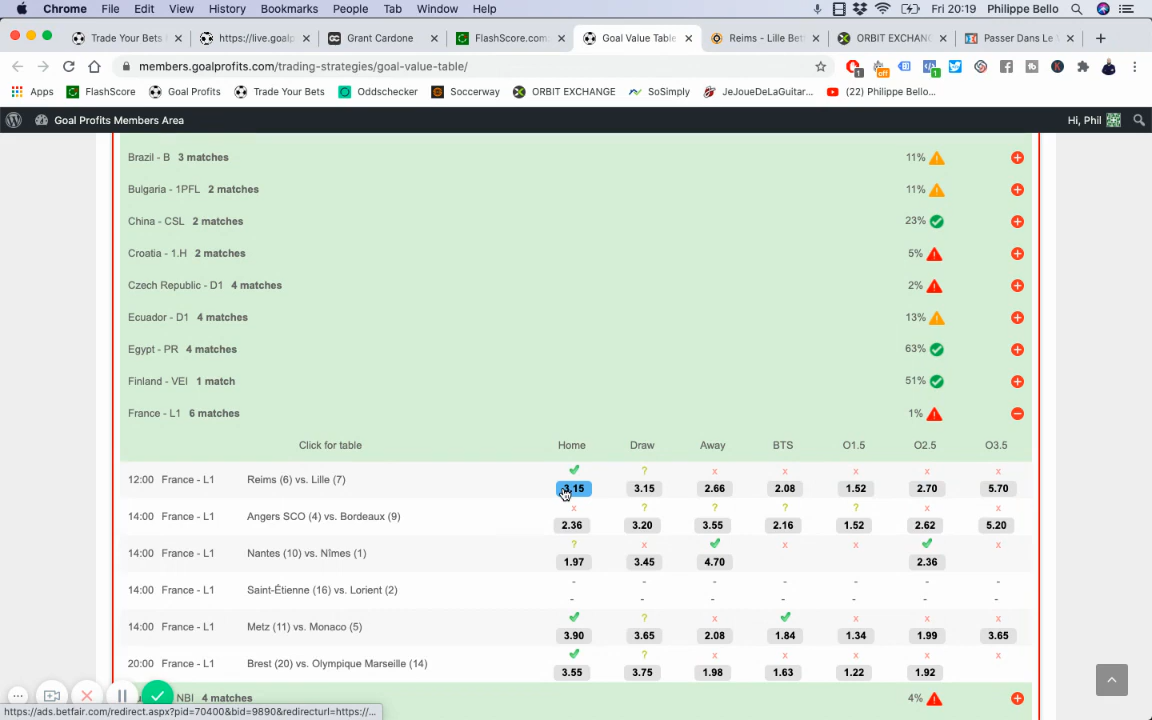 Chrome File Edit View History Bookmarks People Tab Window Help Fri 20:19 Philippe Bello
Trade Your Bets https://live.goalp Grant Cardone FlashScore.com Goal Value Table Reims - Lille Bet ORBIT EXCHANG Passer Dans Le
members.goalprofits.com/trading-strategies/goal-value-table/
Apps FlashScore Goal Profits Trade Your Bets Oddschecker Soccerway ORBIT EXCHANGE SoSimply JeJoueDeLaGuitar... (22) Philippe Bello...
Goal Profits Members Area Hi, Phil
Brazil - B 3 matches 11%
Bulgaria - 1PFL 2 matches 11%
China - CSL 2 matches 23%
Croatia - 1.H 2 matches 5%
Czech Republic - D1 4 matches 2%
Ecuador - D1 4 matches 13%
Egypt - PR 4 matches 63%
Finland - VEI 1 match 51%
France - L1 6 matches 1%
Click for table Home Draw Away BTS O1.5 O2.5 O3.5
? x x x x x
12:00 France - L1 Reims (6) vs. Lille (7) 3.15 3.15 2.66 2.08 1.52 2.70 5.70
x ? ? ? ? x x
14:00 France - L1 Angers SCO (4) vs. Bordeaux (9) 2.36 3.20 3.55 2.16 1.52 2.62 5.20
? x x x x
14:00 France - L1 Nantes (10) vs. Nîmes (1) 1.97 3.45 4.70 2.36
- - - - - - -
14:00 France - L1 Saint-Étienne (16) vs. Lorient (2)
- - - - - - -
? x x x x
14:00 France - L1 Metz (11) vs. Monaco (5) 3.90 3.65 2.08 1.84 1.34 1.99 3.65
? x x x x x
20:00 France - L1 Brest (20) vs. Olympique Marseille (14) 3.55 3.75 1.98 1.63 1.22 1.92
NBI 4 matches 4%
https://ads.betfair.com/redirect.aspx?pid=70400&bid=9890&redirecturl=https://...